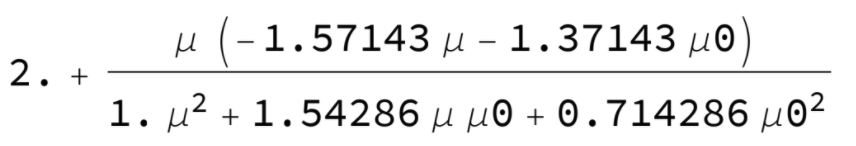 2. + μ (-1.57143 μ - 1.37143 μ0) / 1. μ² + 1.54286 μ μ0 + 0.714286 μ0²